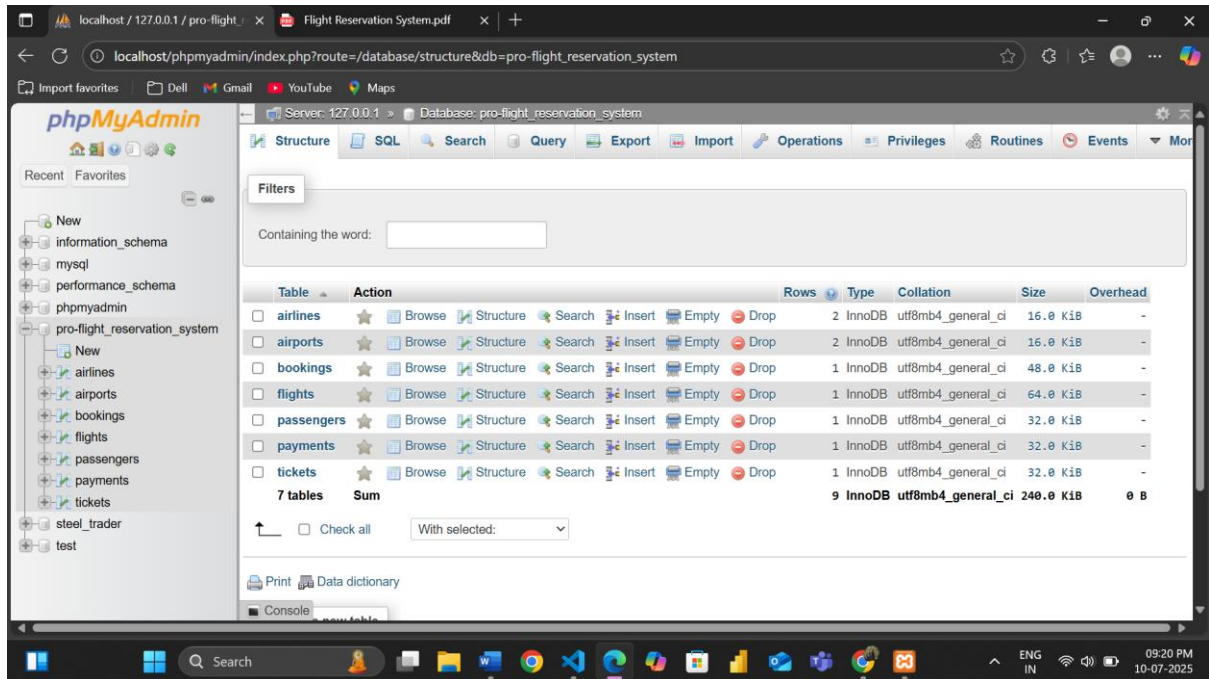 localhost / 127.0.0.1 / pro-flight_r
Flight Reservation System.pdf
localhost/phpmyadmin/index.php?route=/database/structure&db=pro-flight_reservation_system
Import favorites Dell Gmail YouTube Maps
phpMyAdmin
Recent Favorites
New
information_schema
mysql
performance_schema
phpmyadmin
pro-flight_reservation_system
New
airlines
airports
bookings
flights
passengers
payments
tickets
steel_trader
test
Server: 127.0.0.1 » Database: pro-flight_reservation_system
Structure SQL Search Query Export Import Operations Privileges Routines Events Mor
Filters
Containing the word:
Table Action Rows Type Collation Size Overhead
airlines Browse Structure Search Insert Empty Drop 2 InnoDB utf8mb4_general_ci 16.0 KiB -
airports Browse Structure Search Insert Empty Drop 2 InnoDB utf8mb4_general_ci 16.0 KiB -
bookings Browse Structure Search Insert Empty Drop 1 InnoDB utf8mb4_general_ci 48.0 KiB -
flights Browse Structure Search Insert Empty Drop 1 InnoDB utf8mb4_general_ci 64.0 KiB -
passengers Browse Structure Search Insert Empty Drop 1 InnoDB utf8mb4_general_ci 32.0 KiB -
payments Browse Structure Search Insert Empty Drop 1 InnoDB utf8mb4_general_ci 32.0 KiB -
tickets Browse Structure Search Insert Empty Drop 1 InnoDB utf8mb4_general_ci 32.0 KiB -
7 tables Sum 9 InnoDB utf8mb4_general_ci 240.0 KiB 0 B
Check all With selected:
Print Data dictionary
Console
new table
Search
ENG
IN
09:20 PM
10-07-2025